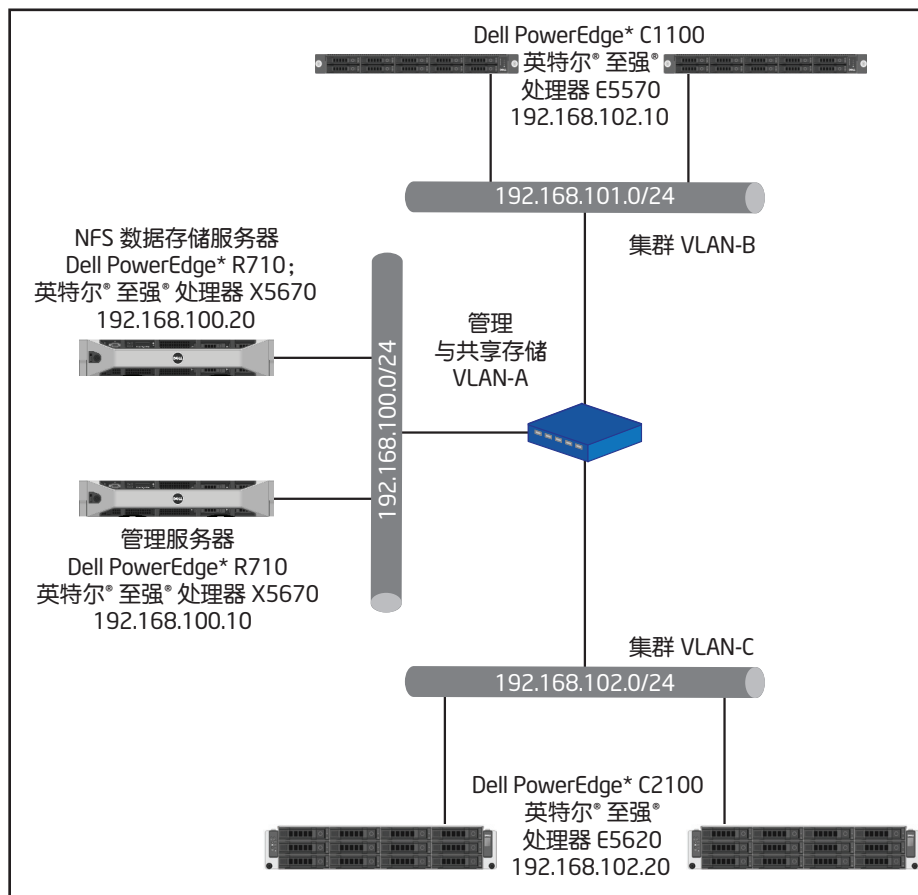 Dell PowerEdge* C1100
英特尔® 至强®
处理器 E5570
192.168.102.10
192.168.101.0/24
集群 VLAN-B
NFS 数据存储服务器
Dell PowerEdge* R710；
英特尔® 至强® 处理器 X5670
192.168.100.20
管理
与共享存储
VLAN-A
192.168.100.0/24
管理服务器
Dell PowerEdge* R710
英特尔® 至强® 处理器 X5670
192.168.100.10
集群 VLAN-C
192.168.102.0/24
Dell PowerEdge* C2100
英特尔® 至强®
处理器 E5620
192.168.102.20